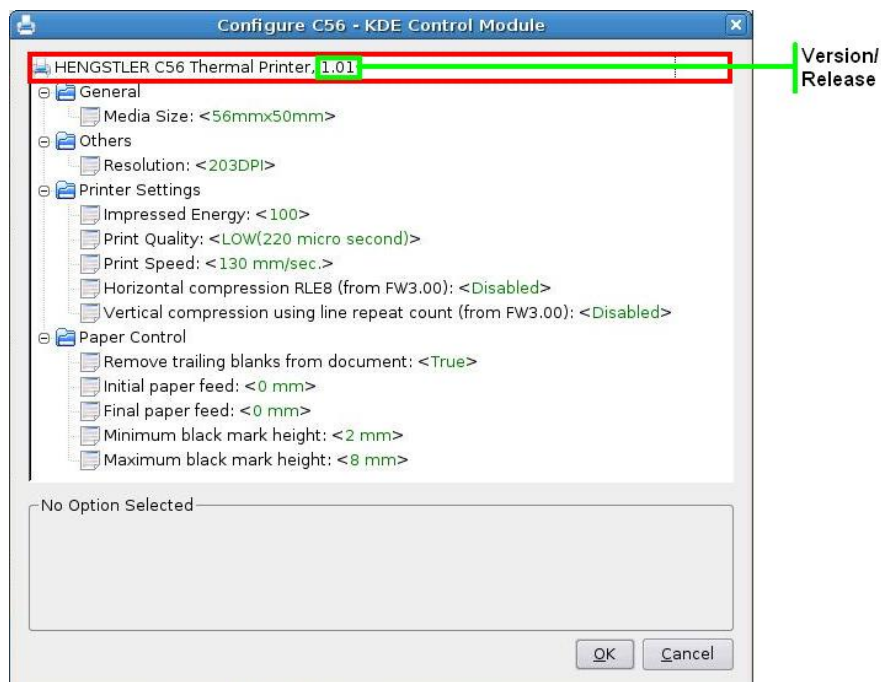 Configure C56 - KDE Control Module
HENGSTLER C56 Thermal Printer, 1.01
Version/
Release
General
Media Size: <56mmx50mm>
Others
Resolution: <203DPI>
Printer Settings
Impressed Energy: <100>
Print Quality: <LOW(220 micro second)>
Print Speed: <130 mm/sec.>
Horizontal compression RLE8 (from FW3.00): <Disabled>
Vertical compression using line repeat count (from FW3.00): <Disabled>
Paper Control
Remove trailing blanks from document: <True>
Initial paper feed: <0 mm>
Final paper feed: <0 mm>
Minimum black mark height: <2 mm>
Maximum black mark height: <8 mm>
No Option Selected
OK
Cancel